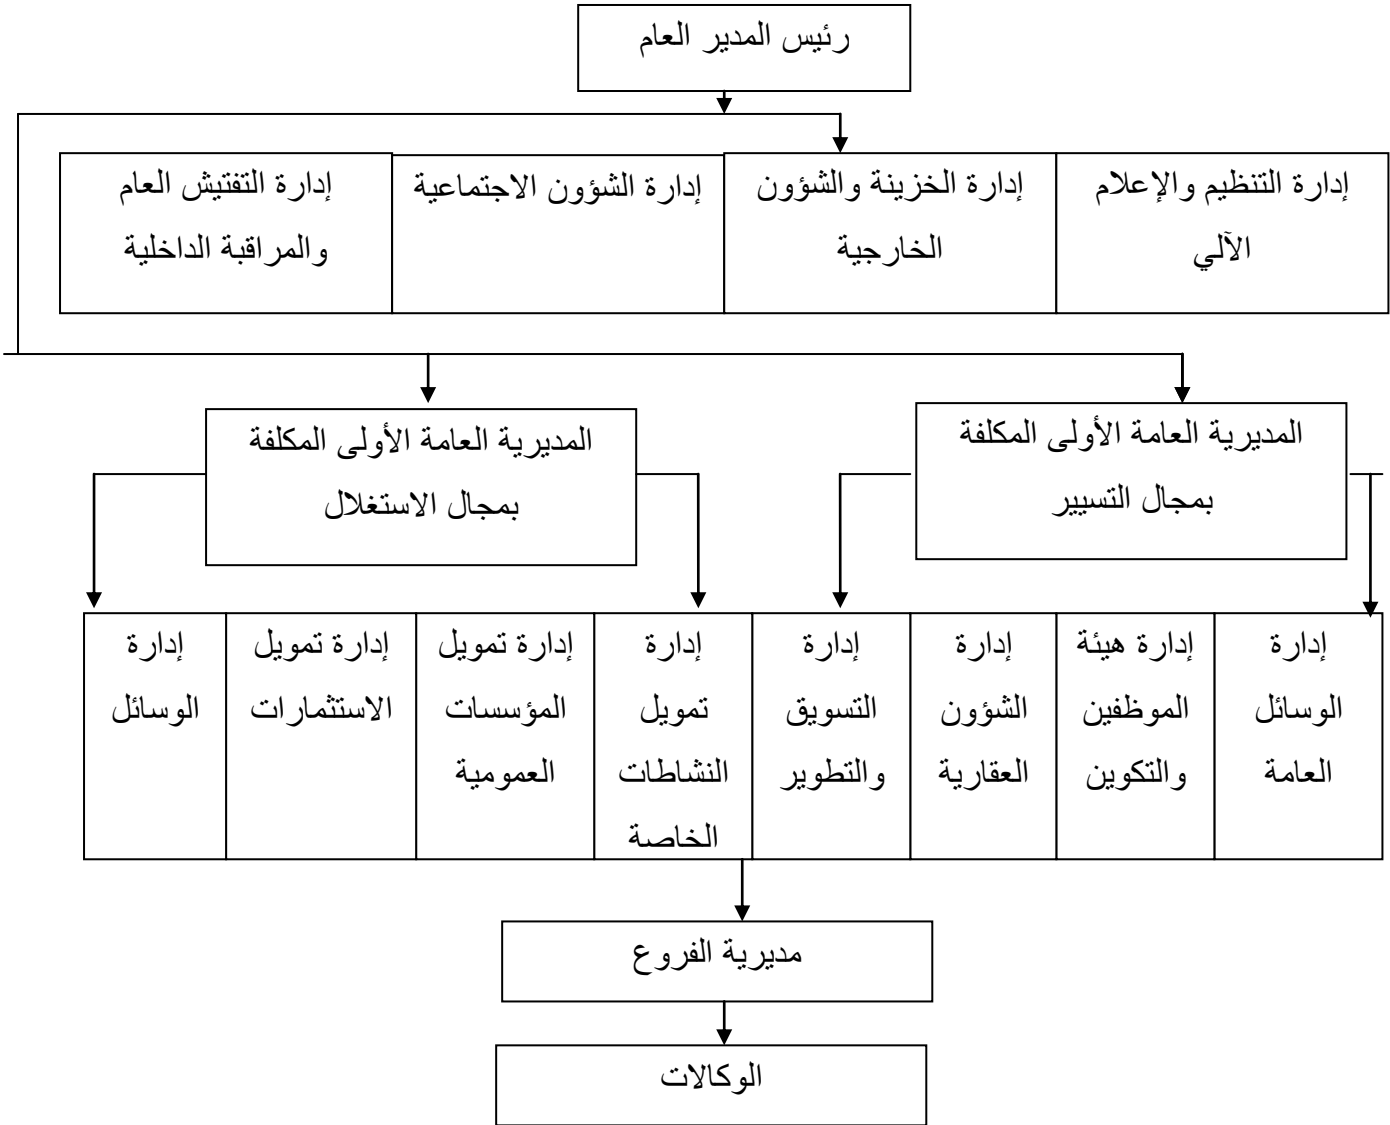 رئيس المدير العام
إدارة التنظيم والإعلام
الآلي
إدارة الخزينة والشؤون
الخارجية
إدارة الشؤون الاجتماعية
إدارة التفتيش العام
والمراقبة الداخلية
المديرية العامة الأولى المكلفة
بمجال التسيير
المديرية العامة الأولى المكلفة
بمجال الاستغلال
إدارة
الوسائل
العامة
إدارة هيئة
الموظفين
والتكوين
إدارة
الشؤون
العقارية
إدارة
التسويق
والتطوير
إدارة
تمويل
النشاطات
الخاصة
إدارة تمويل
المؤسسات
العمومية
إدارة تمويل
الاستثمارات
إدارة
الوسائل
مديرية الفروع
الوكالات